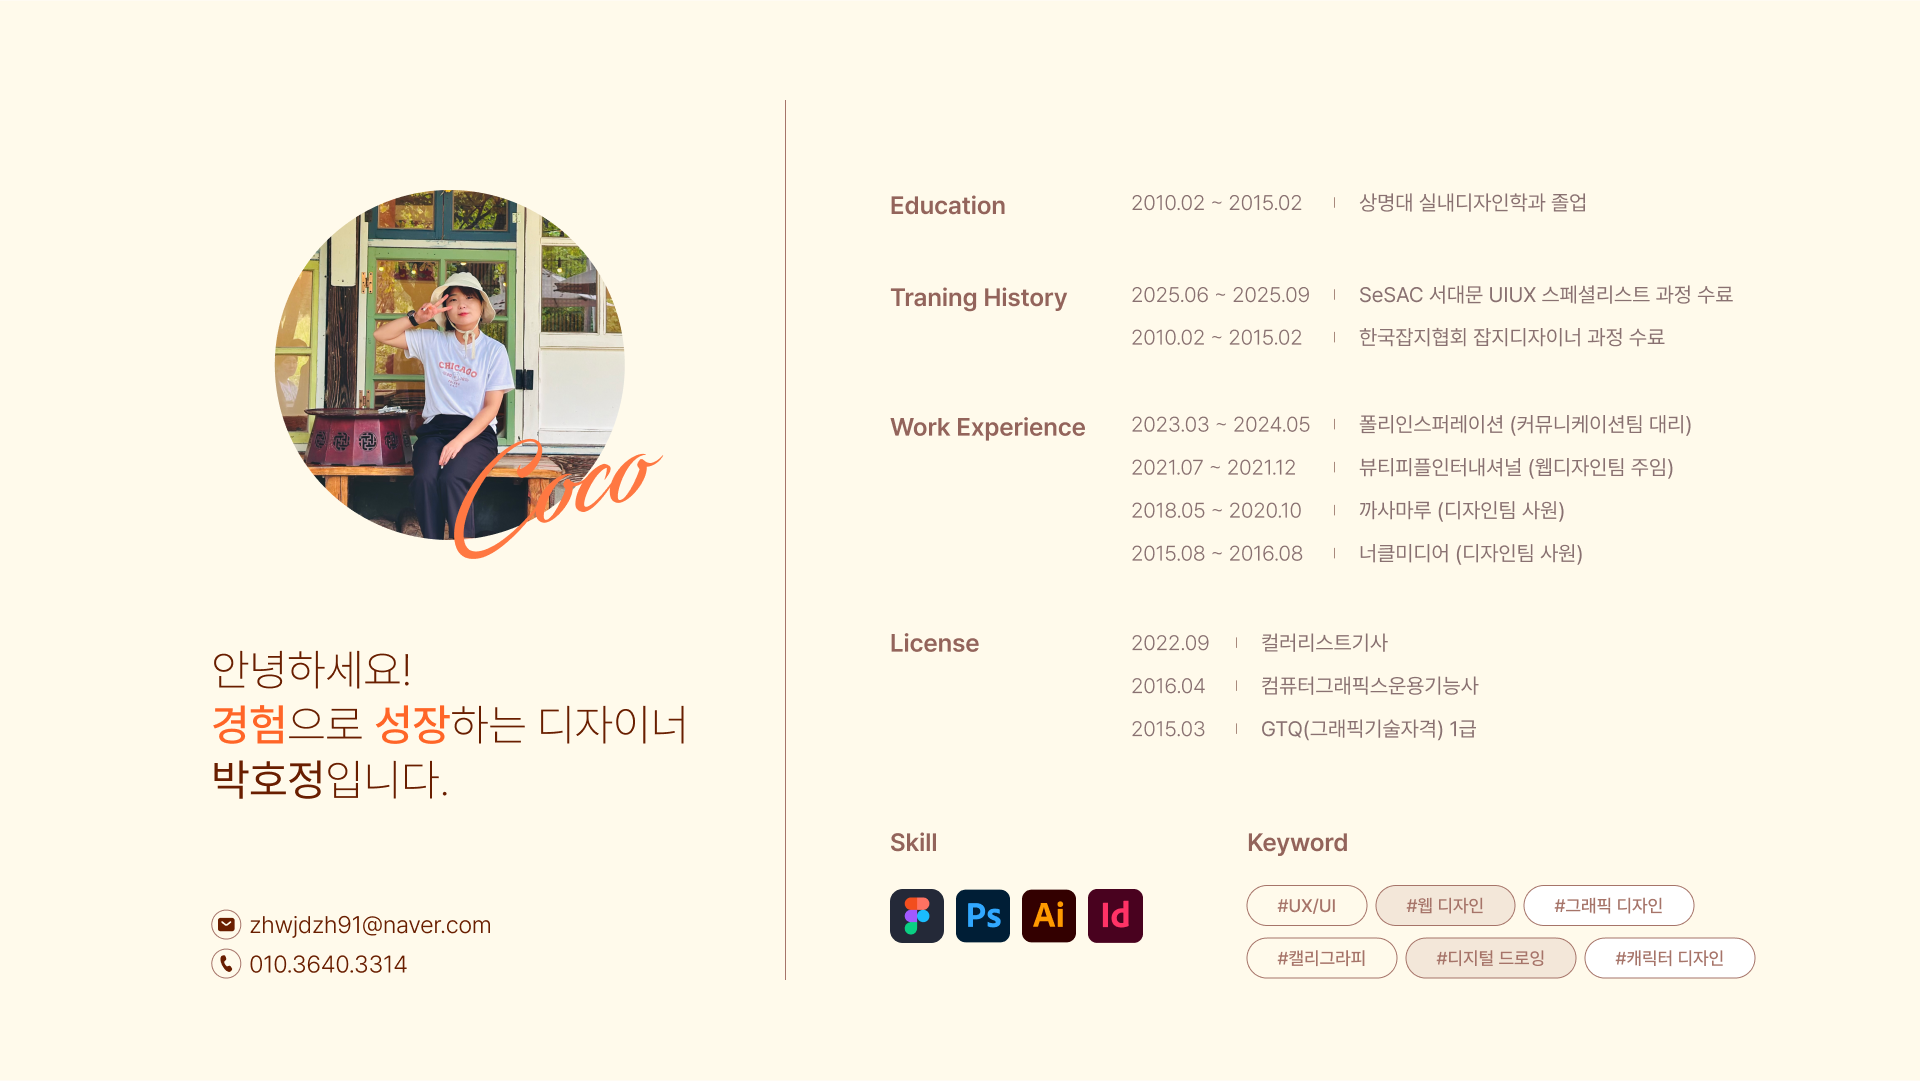 CHICAGO
Coco
안녕하세요!
경험으로 성장하는 디자이너
박호정입니다.
zhwjdzh91@naver.com
010.3640.3314
Education
2010.02 ~ 2015.02 | 상명대 실내디자인학과 졸업
Traning History
2025.06 ~ 2025.09 | SeSAC 서대문 UIUX 스페셜리스트 과정 수료
2010.02 ~ 2015.02 | 한국잡지협회 잡지디자이너 과정 수료
Work Experience
2023.03 ~ 2024.05 | 폴리인스퍼레이션 (커뮤니케이션팀 대리)
2021.07 ~ 2021.12 | 뷰티피플인터내셔널 (웹디자인팀 주임)
2018.05 ~ 2020.10 | 까사마루 (디자인팀 사원)
2015.08 ~ 2016.08 | 너클미디어 (디자인팀 사원)
License
2022.09 | 컬러리스트기사
2016.04 | 컴퓨터그래픽스운용기능사
2015.03 | GTQ(그래픽기술자격) 1급
Skill
Ps Ai Id
Keyword
#UX/UI #웹 디자인 #그래픽 디자인
#캘리그라피 #디지털 드로잉 #캐릭터 디자인